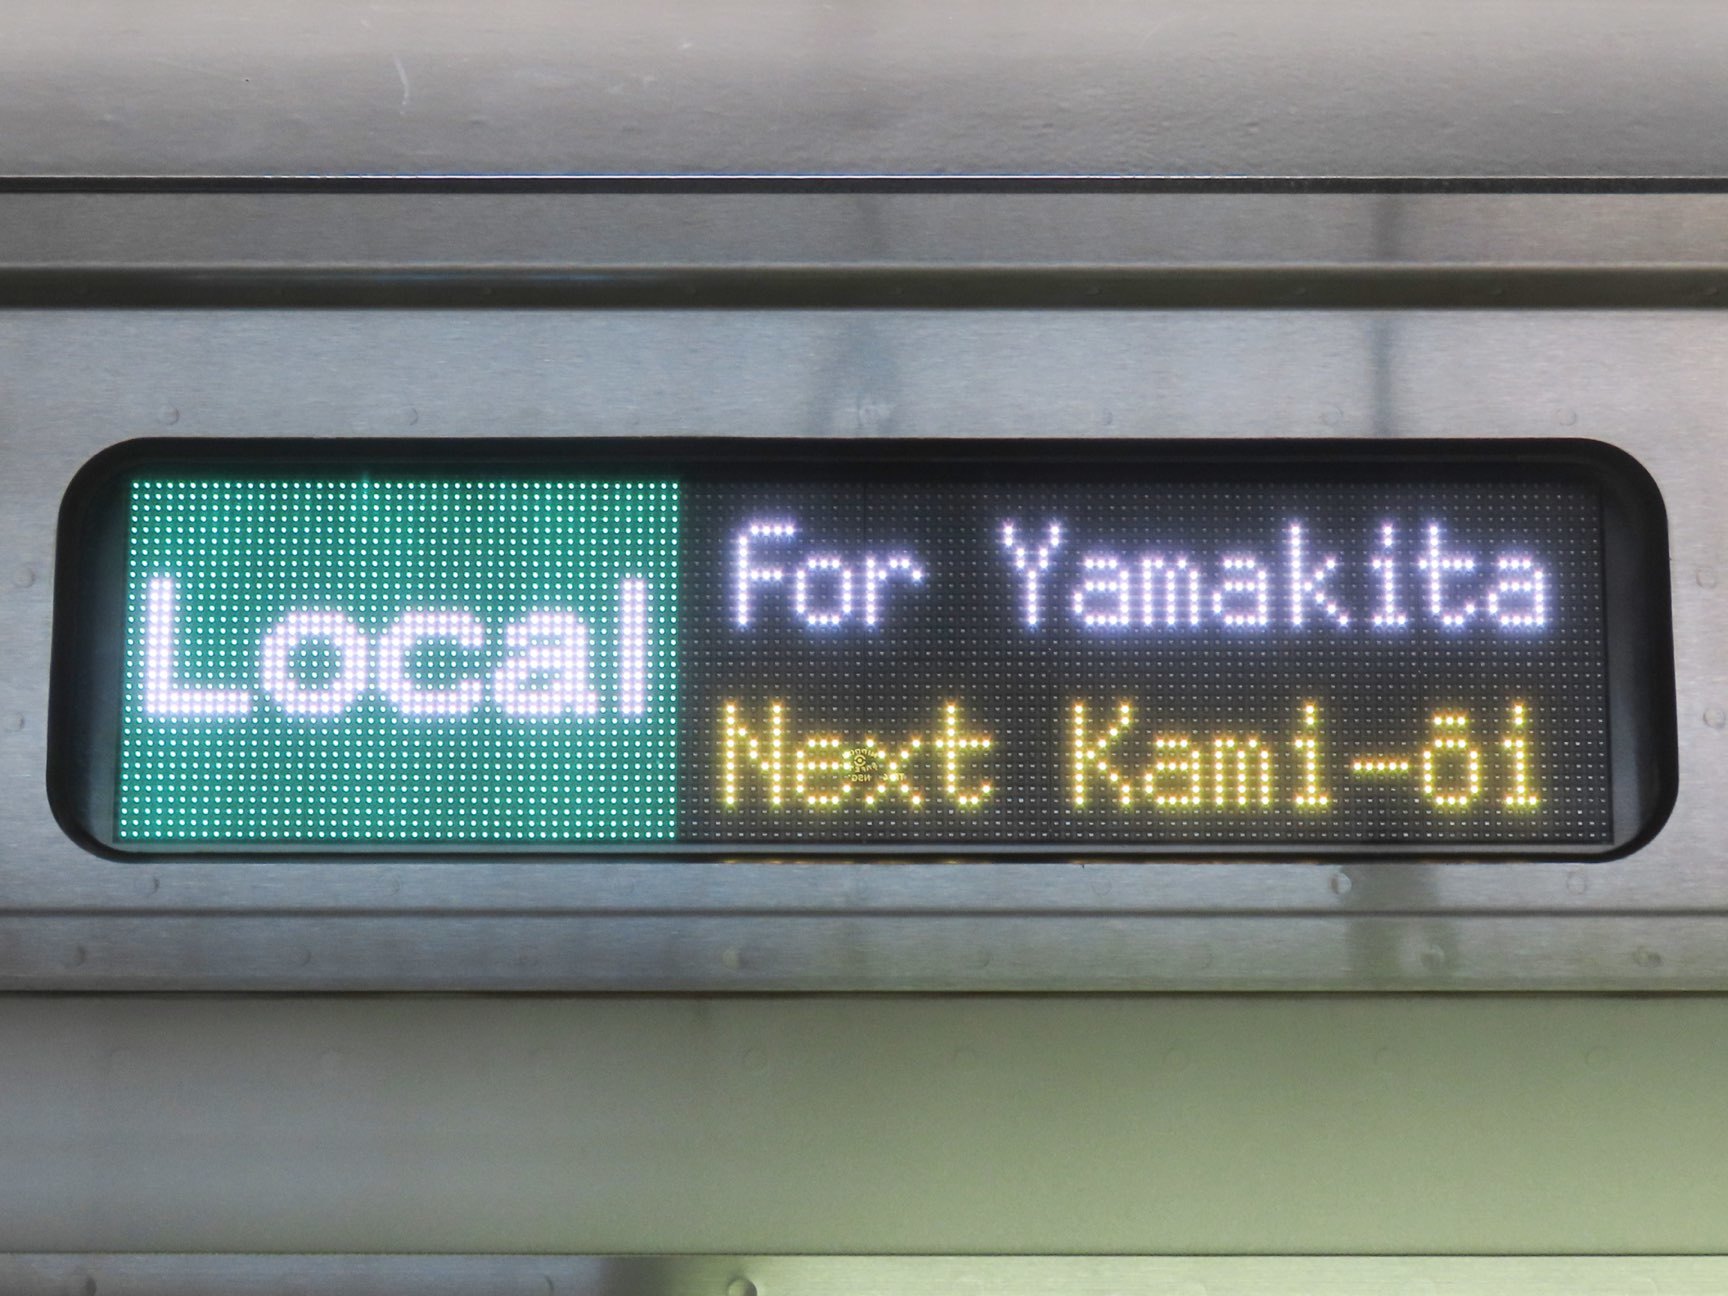 Local
For Yamakita
Next Kami-ōi